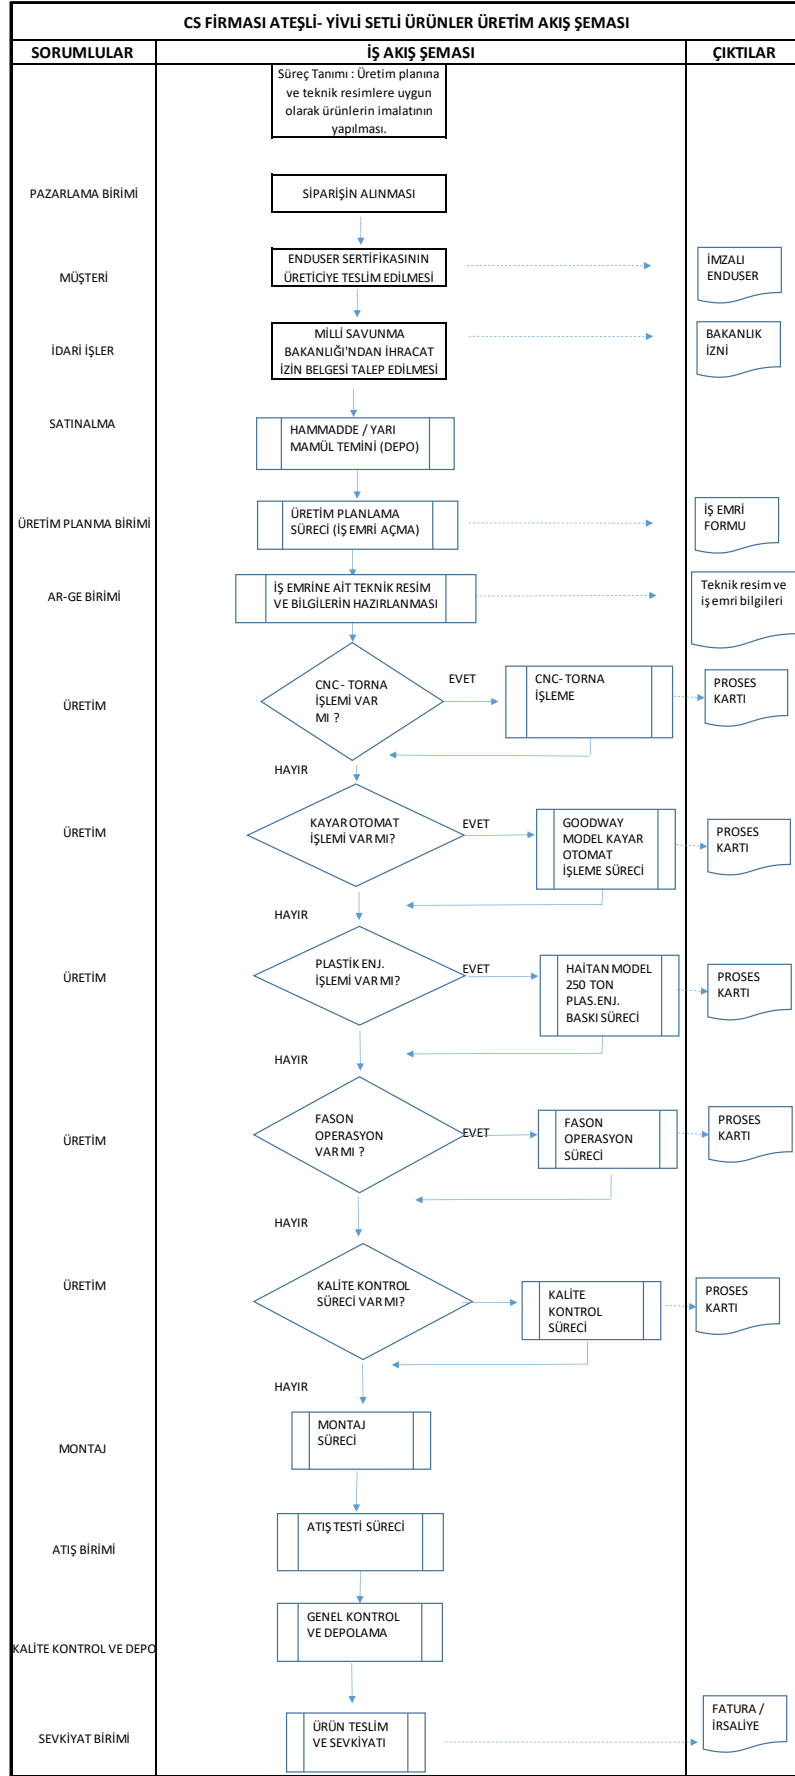 CS FİRMASI ATEŞLİ- YİVLİ SETLİ ÜRÜNLER ÜRETİM AKIŞ ŞEMASI
SORUMLULAR
İŞ AKIŞ ŞEMASI
ÇIKTILAR
Süreç Tanımı : Üretim planına
ve teknik resimlere uygun
olarak ürünlerin imalatının
yapılması.
PAZARLAMA BİRİMİ
SİPARİŞİN ALINMASI
MÜŞTERİ
ENDUSER SERTİFİKASININ
ÜRETİCİYE TESLİM EDİLMESİ
İMZALI
ENDUSER
İDARİ İŞLER
MİLLİ SAVUNMA
BAKANLIĞI'NDAN İHRACAT
İZİN BELGESİ TALEP EDİLMESİ
BAKANLIK
İZNİ
SATINALMA
HAMMADDE / YARI
MAMÜL TEMİNİ (DEPO)
ÜRETİM PLANMA BİRİMİ
ÜRETİM PLANLAMA
SÜRECİ (İŞ EMRİ AÇMA)
İŞ EMRİ
FORMU
AR-GE BİRİMİ
İŞ EMRİNE AİT TEKNİK RESİM
VE BİLGİLERİN HAZIRLANMASI
Teknik resim ve
iş emri bilgileri
ÜRETİM
CNC - TORNA
İŞLEMİ VAR
MI ?
EVET
CNC- TORNA
İŞLEME
PROSES
KARTI
HAYIR
ÜRETİM
KAYAR OTOMAT
İŞLEMİ VAR MI?
EVET
GOODWAY
MODEL KAYAR
OTOMAT
İŞLEME SÜRECİ
PROSES
KARTI
HAYIR
ÜRETİM
PLASTİK ENJ.
İŞLEMİ VAR MI?
EVET
HAİTAN MODEL
250 TON
PLAS.ENJ.
BASKI SÜRECİ
PROSES
KARTI
HAYIR
ÜRETİM
FASON
OPERASYON
VAR MI ?
EVET
FASON
OPERASYON
SÜRECİ
PROSES
KARTI
HAYIR
ÜRETİM
KALİTE KONTROL
SÜRECİ VAR MI?
KALİTE
KONTROL
SÜRECİ
PROSES
KARTI
HAYIR
MONTAJ
MONTAJ
SÜRECİ
ATIŞ BİRİMİ
ATIŞ TESTİ SÜRECİ
KALİTE KONTROL VE DEPO
GENEL KONTROL
VE DEPOLAMA
SEVKİYAT BİRİMİ
ÜRÜN TESLİM
VE SEVKİYATI
FATURA /
İRSALİYE